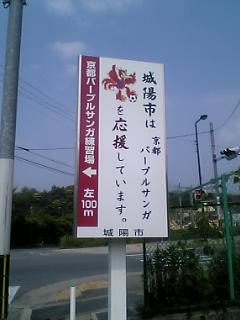 城陽市は
京都
パープルサンガ
を応援しています。
京都パープルサンガ練習場
← 左100m
城陽市